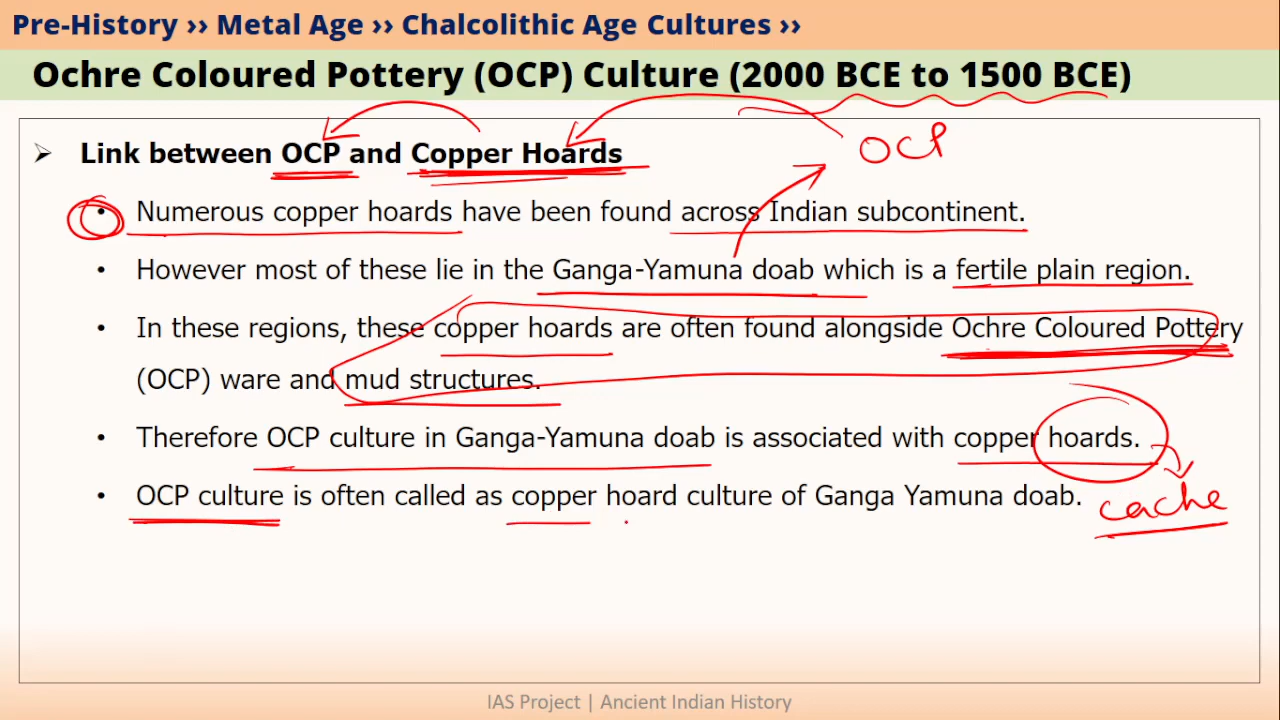 Pre-History ›› Metal Age ›› Chalcolithic Age Cultures ››
Ochre Coloured Pottery (OCP) Culture (2000 BCE to 1500 BCE)
➢ Link between OCP and Copper Hoards
OCP
• Numerous copper hoards have been found across Indian subcontinent.
• However most of these lie in the Ganga-Yamuna doab which is a fertile plain region.
• In these regions, these copper hoards are often found alongside Ochre Coloured Pottery
(OCP) ware and mud structures.
• Therefore OCP culture in Ganga-Yamuna doab is associated with copper hoards.
• OCP culture is often called as copper hoard culture of Ganga Yamuna doab.
cache
IAS Project | Ancient Indian History